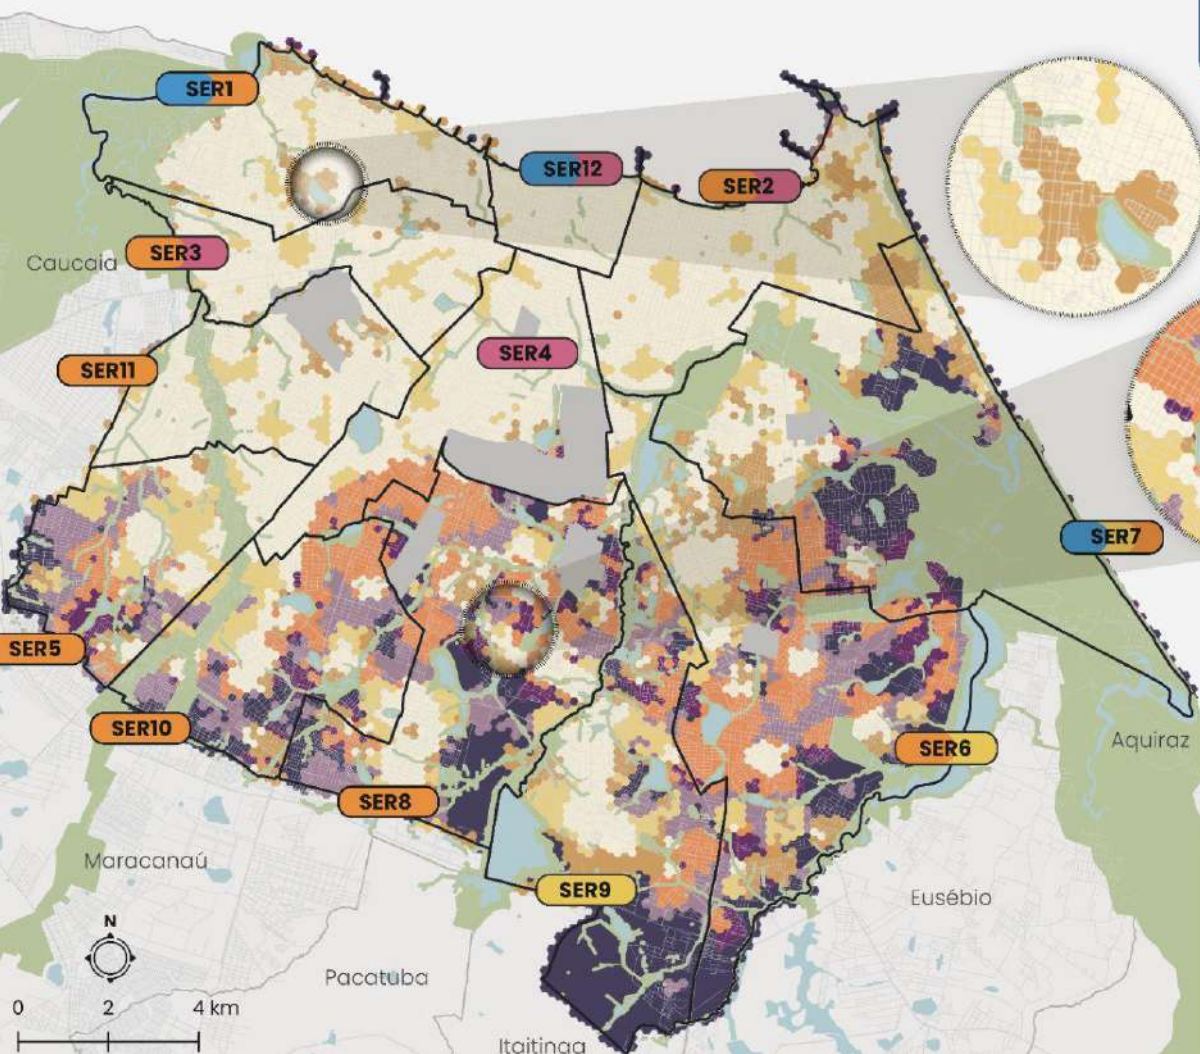 SER1
SER12
SER2
SER3
Caucaia
SER4
SER11
SER7
SER5
SER10
SER6
Aquiraz
SER8
Maracanaú
SER9
Eusébio
N
Pacatuba
0 2 4 km
Itaitinga